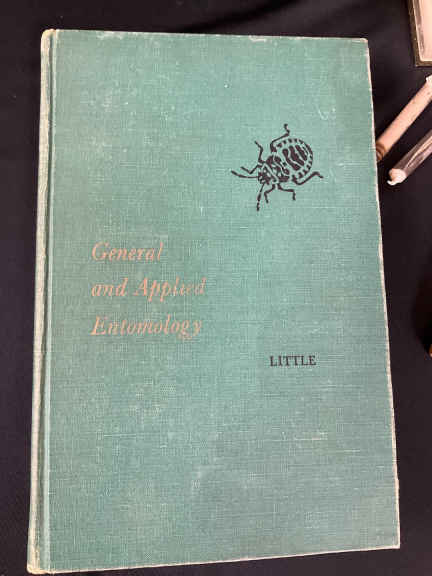 General
and Applied
Entomology
LITTLE